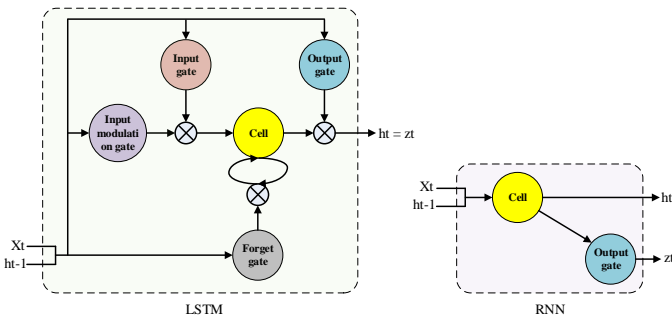 Input
gate
Output
gate
Input
modulati
on gate
Cell
ht = zt
Xt
ht-1
Forget
gate
LSTM
Xt
ht-1
Cell
ht
Output
gate
zt
RNN